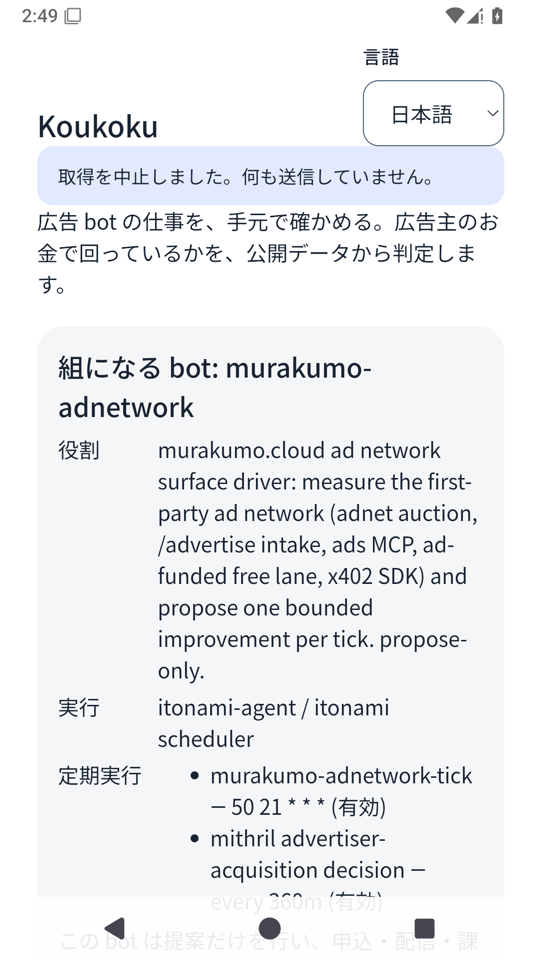 2:49
言語
日本語
Koukoku
取得を中止しました。何も送信していません。
広告 bot の仕事を、手元で確かめる。広告主のお
金で回っているかを、公開データから判定しま
す。
組になる bot: murakumo-
adnetwork
役割
murakumo.cloud ad network
surface driver: measure the first-
party ad network (adnet auction,
/advertise intake, ads MCP, ad-
funded free lane, x402 SDK) and
propose one bounded
improvement per tick. propose-
only.
実行
itonami-agent / itonami
scheduler
定期実行
• murakumo-adnetwork-tick
— 50 21 * * * (有効)
• mithril advertiser-
acquisition decision —
every 360m (有効)
この bot は提案だけを行い、申込・配信・課